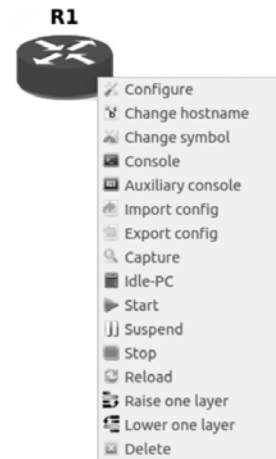 R1
Configure
Change hostname
Change symbol
Console
Auxiliary console
Import config
Export config
Capture
Idle-PC
Start
Suspend
Stop
Reload
Raise one layer
Lower one layer
Delete